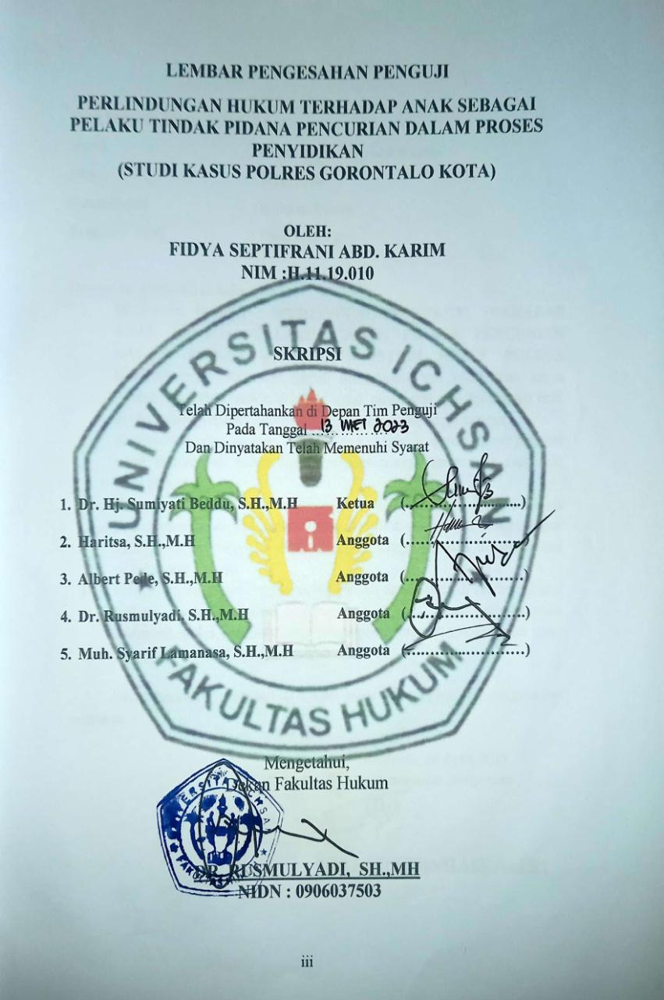 LEMBAR PENGESAHAN PENGUJI
PERLINDUNGAN HUKUM TERHADAP ANAK SEBAGAI
PELAKU TINDAK PIDANA PENCURIAN DALAM PROSES
PENYIDIKAN
(STUDI KASUS POLRES GORONTALO KOTA)
OLEH:
FIDYA SEPTIFRANI ABD. KARIM
NIM :H.11.19.010
UNIVERSITAS ICHSAN
SKRIPSI
Telah Dipertahankan di Depan Tim Penguji
Pada Tanggal ..13 MEI 2023
Dan Dinyatakan Telah Memenuhi Syarat
1. Dr. Hj. Sumiyati Beddu, S.H.,M.H Ketua (..........................)
2. Haritsa, S.H.,M.H Anggota (..........................)
3. Albert Pede, S.H.,M.H Anggota (..........................)
4. Dr. Rusmulyadi. S.H.,M.H Anggota (..........................)
5. Muh. Syarif Lamanasa, S.H.,M.H Anggota (..........................)
FAKULTAS HUKUM
Mengetahui,
Dekan Fakultas Hukum
UNIVERSITAS ICHSAN
FAKULTAS
DR. RUSMULYADI, SH.,MH
NIDN : 0906037503
iii